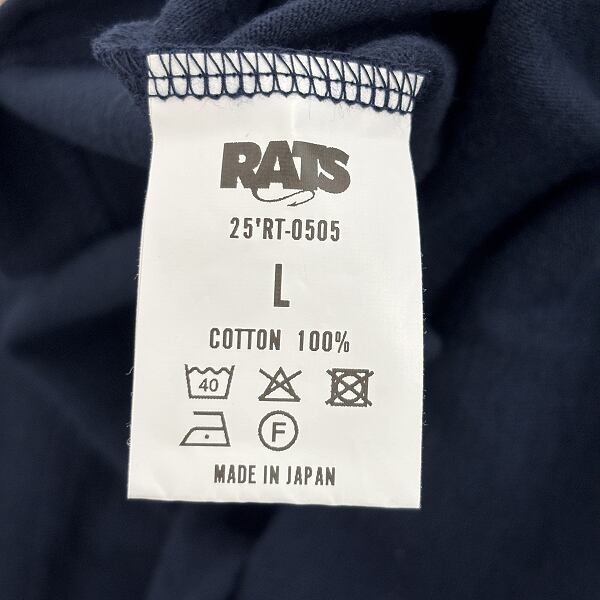 RATS
25'RT-0505
L
COTTON 100%
40
F
MADE IN JAPAN